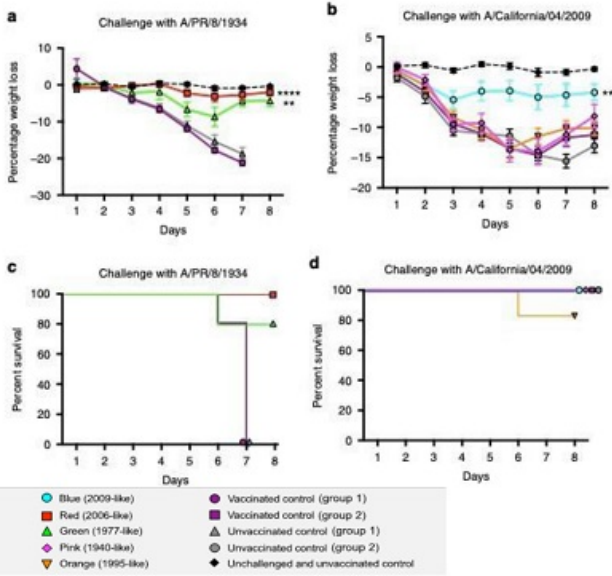 a
Challenge with A/PR/8/1934
Percentage weight loss
10
0
−10
−20
−30
1 2 3 4 5 6 7 8
Days
****
**
b
Challenge with A/California/04/2009
Percentage weight loss
5
0
−5
−10
−15
−20
1 2 3 4 5 6 7 8
Days
**
c
Challenge with A/PR/8/1934
Percent survival
100
80
60
40
20
0
1 2 3 4 5 6 7 8
Days
d
Challenge with A/California/04/2009
Percent survival
100
80
60
40
20
0
1 2 3 4 5 6 7 8
Days
Blue (2009-like)
Red (2006-like)
Green (1977-like)
Pink (1940-like)
Orange (1995-like)
Vaccinated control (group 1)
Vaccinated control (group 2)
Unvaccinated control (group 1)
Unvaccinated control (group 2)
Unchallenged and unvaccinated control